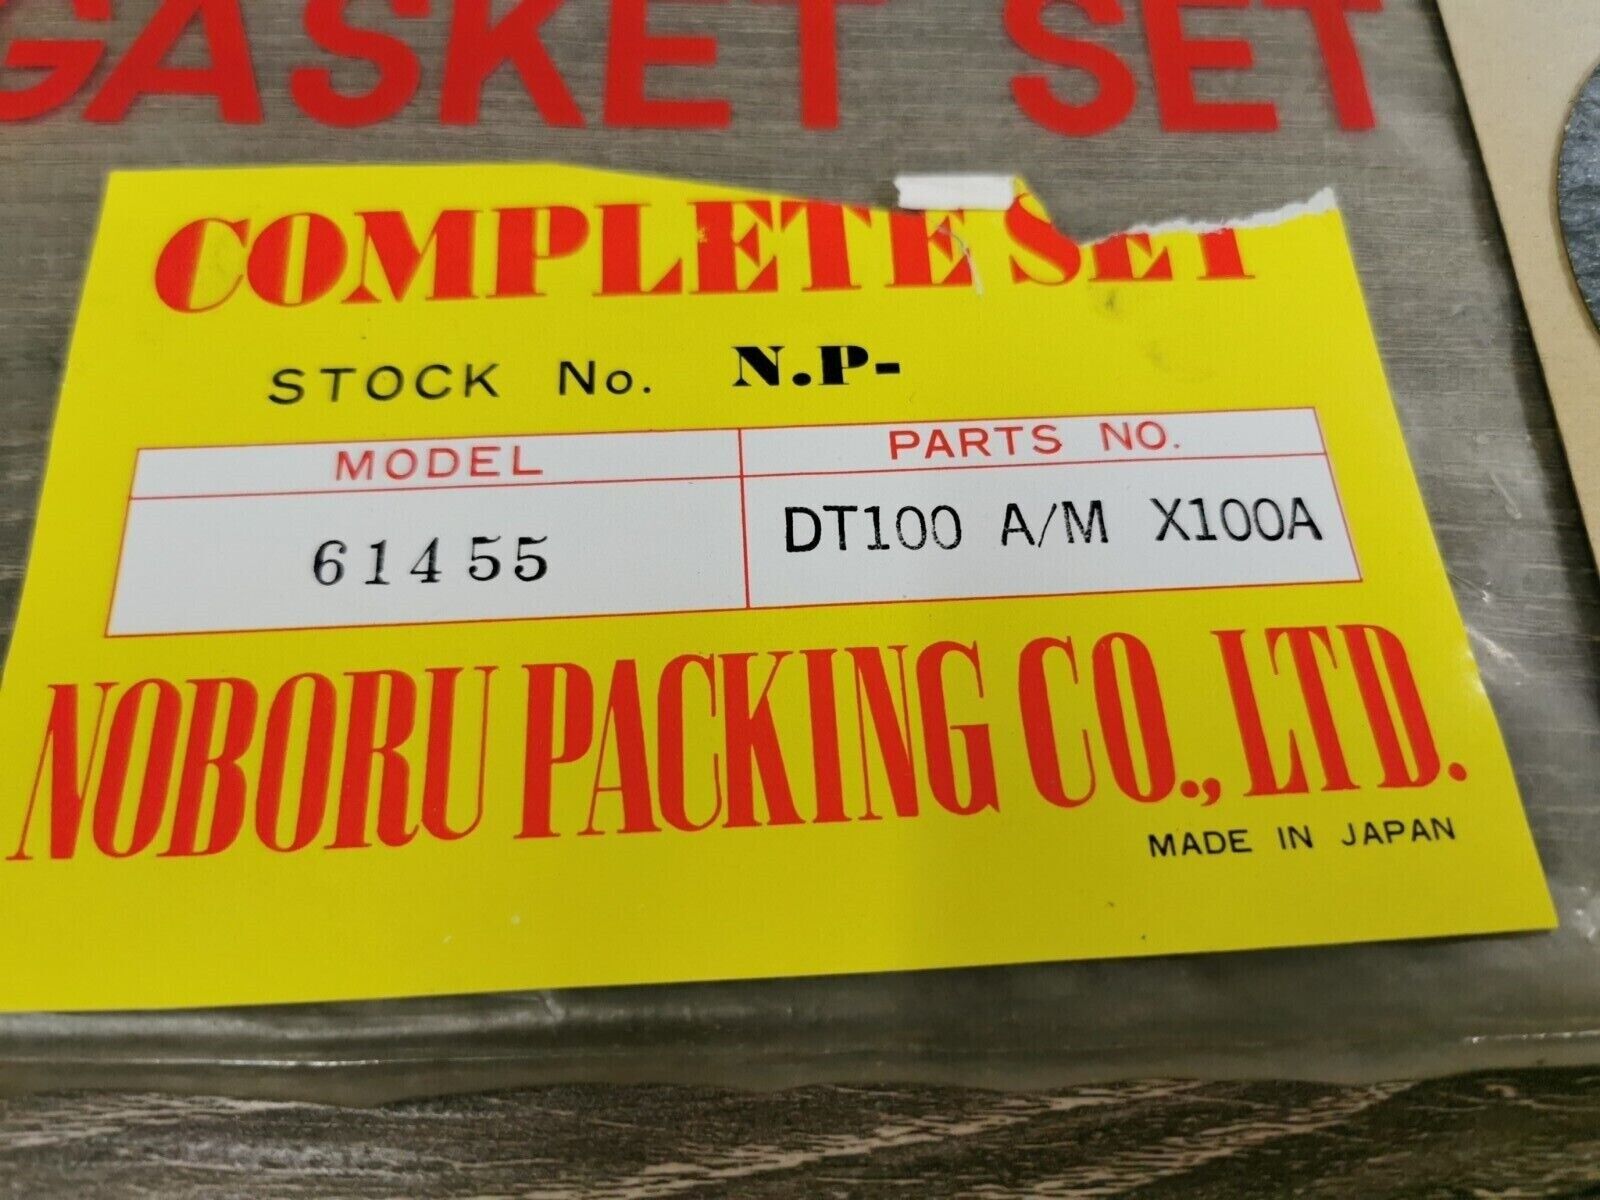 GASKET SET
COMPLETE SET
STOCK No. N.P-
MODEL PARTS NO.
61455 DT100 A/M X100A
NOBORU PACKING CO., LTD.
MADE IN JAPAN